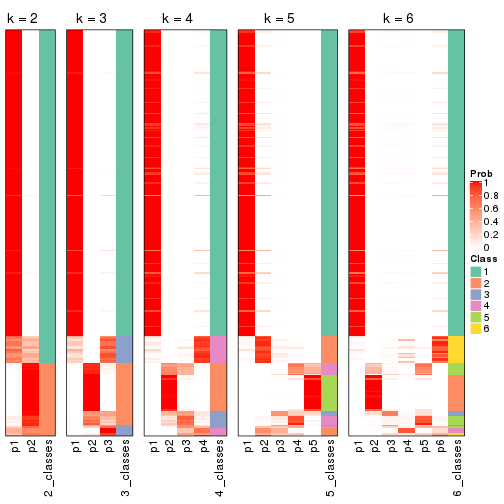 k = 2
k = 3
k = 4
k = 5
k = 6
Prob
1
0.8
0.6
0.4
0.2
0
Class
1
2
3
4
5
6
p1
p2
2_classes
p1
p2
p3
3_classes
p1
p2
p3
p4
4_classes
p1
p2
p3
p4
p5
5_classes
p1
p2
p3
p4
p5
p6
6_classes